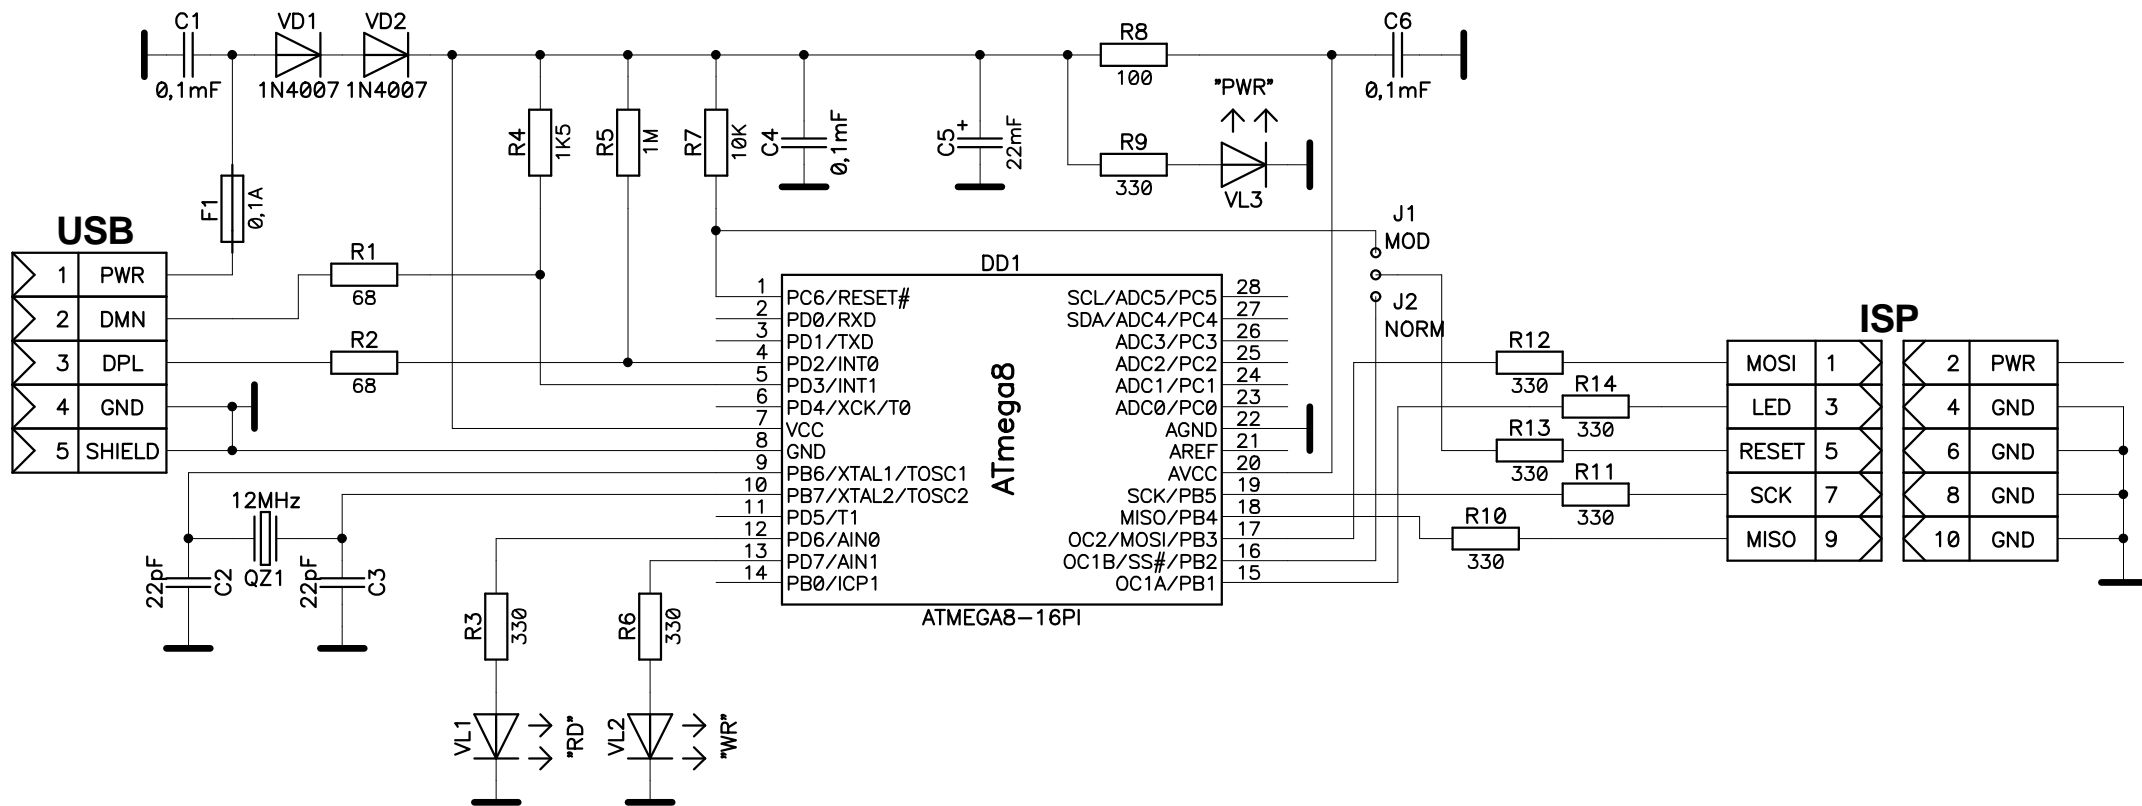 C1 VD1 VD2 R8 C6
0,1mF 1N4007 1N4007 100 "PWR" 0,1mF
R4 1K5 R5 1M R7 10K C4 0,1mF C5 + 22mF R9
330 VL3
F1 0,1A
USB
J1
MOD
1 PWR
2 DMN
3 DPL
4 GND
5 SHIELD
R1
68
R2
68
J2
NORM
DD1
1 PC6/RESET#
2 PD0/RXD
3 PD1/TXD
4 PD2/INT0
5 PD3/INT1
6 PD4/XCK/T0
7 VCC
8 GND
9 PB6/XTAL1/TOSC1
10 PB7/XTAL2/TOSC2
11 PD5/T1
12 PD6/AIN0
13 PD7/AIN1
14 PB0/ICP1
ATmega8
SCL/ADC5/PC5 28
SDA/ADC4/PC4 27
ADC3/PC3 26
ADC2/PC2 25
ADC1/PC1 24
ADC0/PC0 23
AGND 22
AREF 21
AVCC 20
SCK/PB5 19
MISO/PB4 18
OC2/MOSI/PB3 17
OC1B/SS#/PB2 16
OC1A/PB1 15
ATMEGA8-16PI
R12
330
R14
330
R13
330
R11
330
R10
330
ISP
MOSI 1 2 PWR
LED 3 4 GND
RESET 5 6 GND
SCK 7 8 GND
MISO 9 10 GND
12MHz
QZ1
22pF C2
22pF C3
R3 330
R6 330
VL1 "RD"
VL2 "WR"